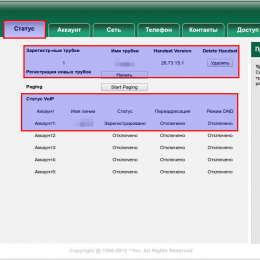 Статус Аккаунт Сеть Телефон Контакты Доступ
Зарегистр-ные трубки Имя трубки Handset Version Delete Handset
1 26.73.15:1 Удалить
Регистрация новых трубок Начать
Paging Start Paging
Статус VoIP
Аккаунт Имя линии Статус Переадресация Режим DND
Аккаунт1: Зарегистрировано Отключено Отключено
Аккаунт2: Отключено Отключено Отключено
Аккаунт3: Отключено Отключено Отключено
Аккаунт4: Отключено Отключено Отключено
Аккаунт5: Отключено Отключено Отключено
Copyright @ 1998-2012 **Inc. All Rights Reserved